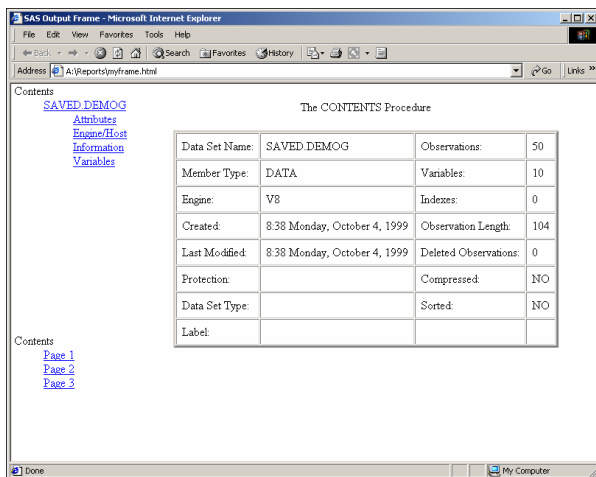 SAS Output Frame - Microsoft Internet Explorer
File Edit View Favorites Tools Help
Back Search Favorites History
Address A:\Reports\myframe.html Go Links »
Contents
SAVED.DEMOG
Attributes
Engine/Host
Information
Variables
Contents
Page 1
Page 2
Page 3
The CONTENTS Procedure
Data Set Name: SAVED.DEMOG Observations: 50
Member Type: DATA Variables: 10
Engine: V8 Indexes: 0
Created: 8:38 Monday, October 4, 1999 Observation Length: 104
Last Modified: 8:38 Monday, October 4, 1999 Deleted Observations: 0
Protection: Compressed: NO
Data Set Type: Sorted: NO
Label:
Done My Computer